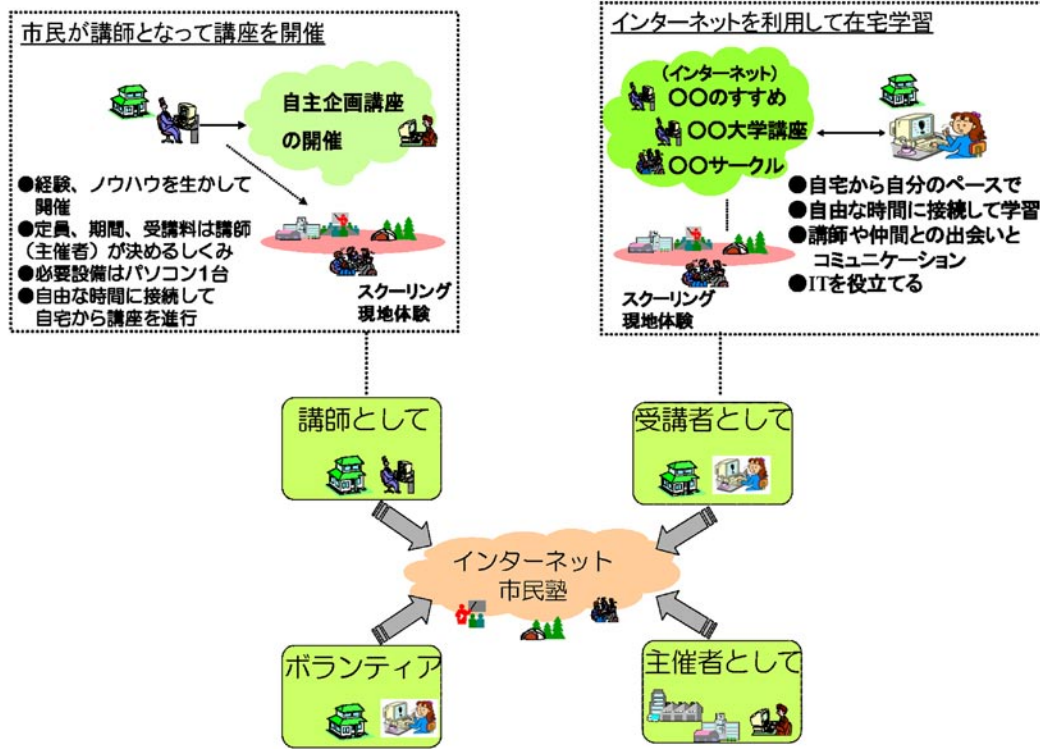 市民が講師となって講座を開催
自主企画講座
の開催
●経験、ノウハウを生かして
開催
●定員、期間、受講料は講師
（主催者）が決めるしくみ
●必要設備はパソコン１台
●自由な時間に接続して
自宅から講座を進行
スクーリング
現地体験
インターネットを利用して在宅学習
（インターネット）
〇〇のすすめ
〇〇大学講座
〇〇サークル
●自宅から自分のペースで
●自由な時間に接続して学習
●講師や仲間との出会いと
コミュニケーション
●ITを役立てる
スクーリング
現地体験
講師として
受講者として
インターネット
市民塾
ボランティア
主催者として